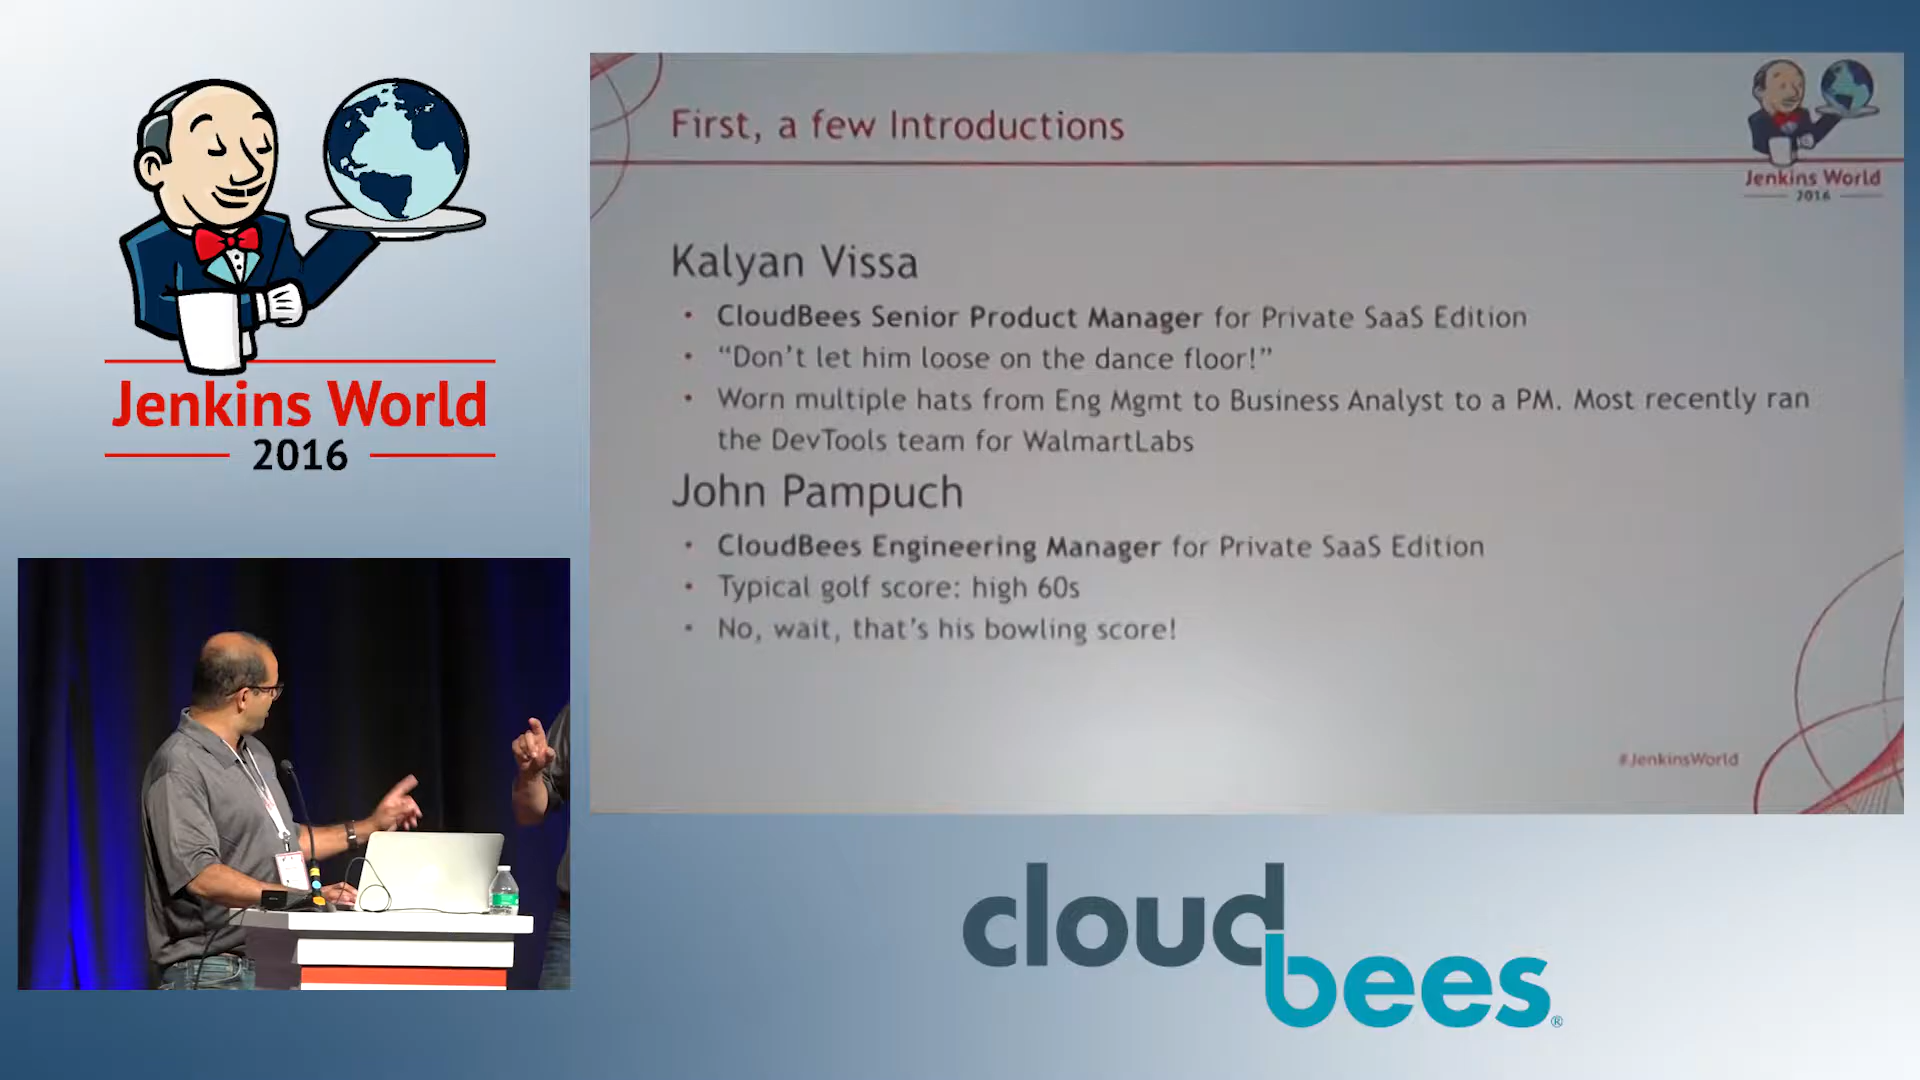 Jenkins World
2016
First, a few Introductions
Jenkins World
2016
Kalyan Vissa
• CloudBees Senior Product Manager for Private SaaS Edition
• “Don’t let him loose on the dance floor!”
• Worn multiple hats from Eng Mgmt to Business Analyst to a PM. Most recently ran
the DevTools team for WalmartLabs
John Pampuch
• CloudBees Engineering Manager for Private SaaS Edition
• Typical golf score: high 60s
• No, wait, that’s his bowling score!
#JenkinsWorld
cloud
bees®